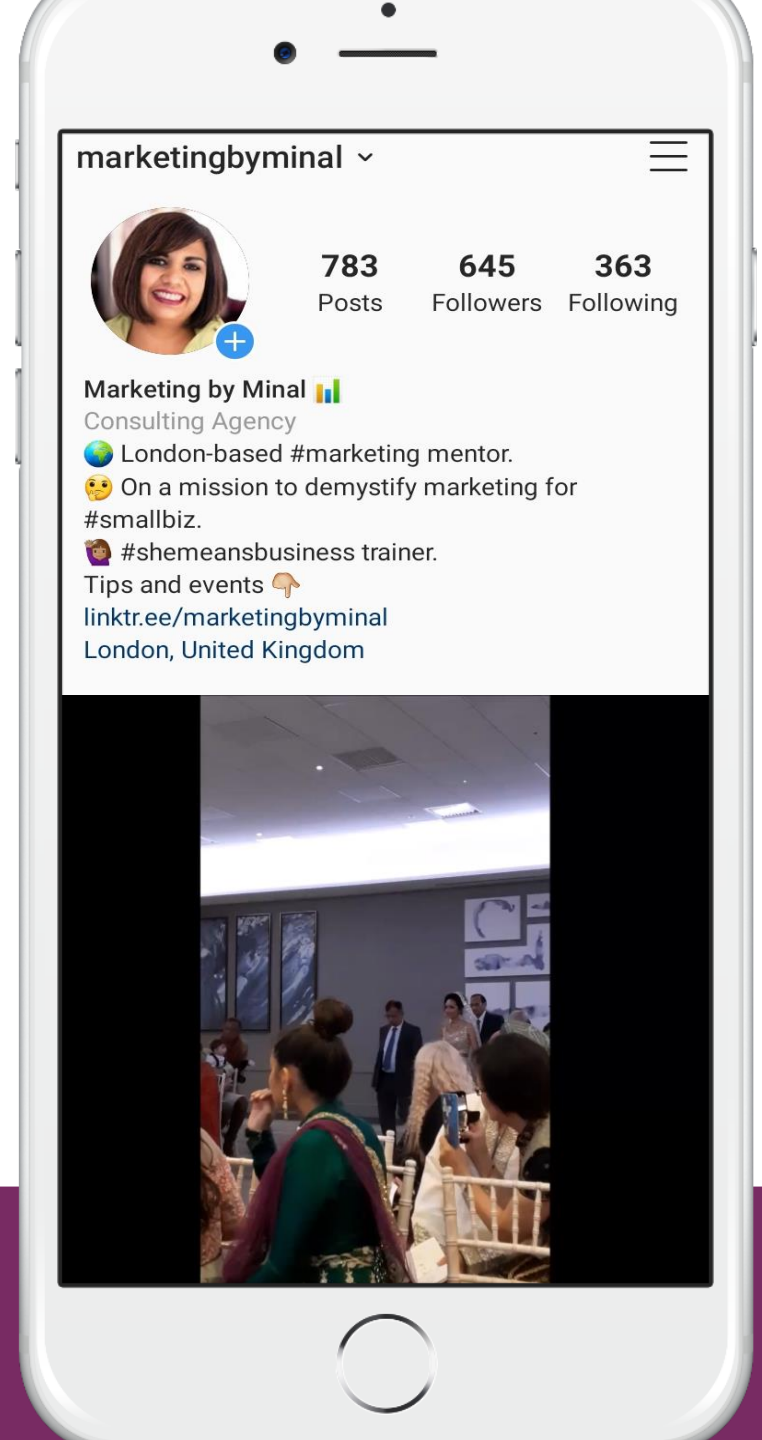 marketingbyminal
783 645 363
Posts Followers Following
Marketing by Minal
Consulting Agency
London-based #marketing mentor.
On a mission to demystify marketing for
#smallbiz.
#shemeansbusiness trainer.
Tips and events
linktr.ee/marketingbyminal
London, United Kingdom